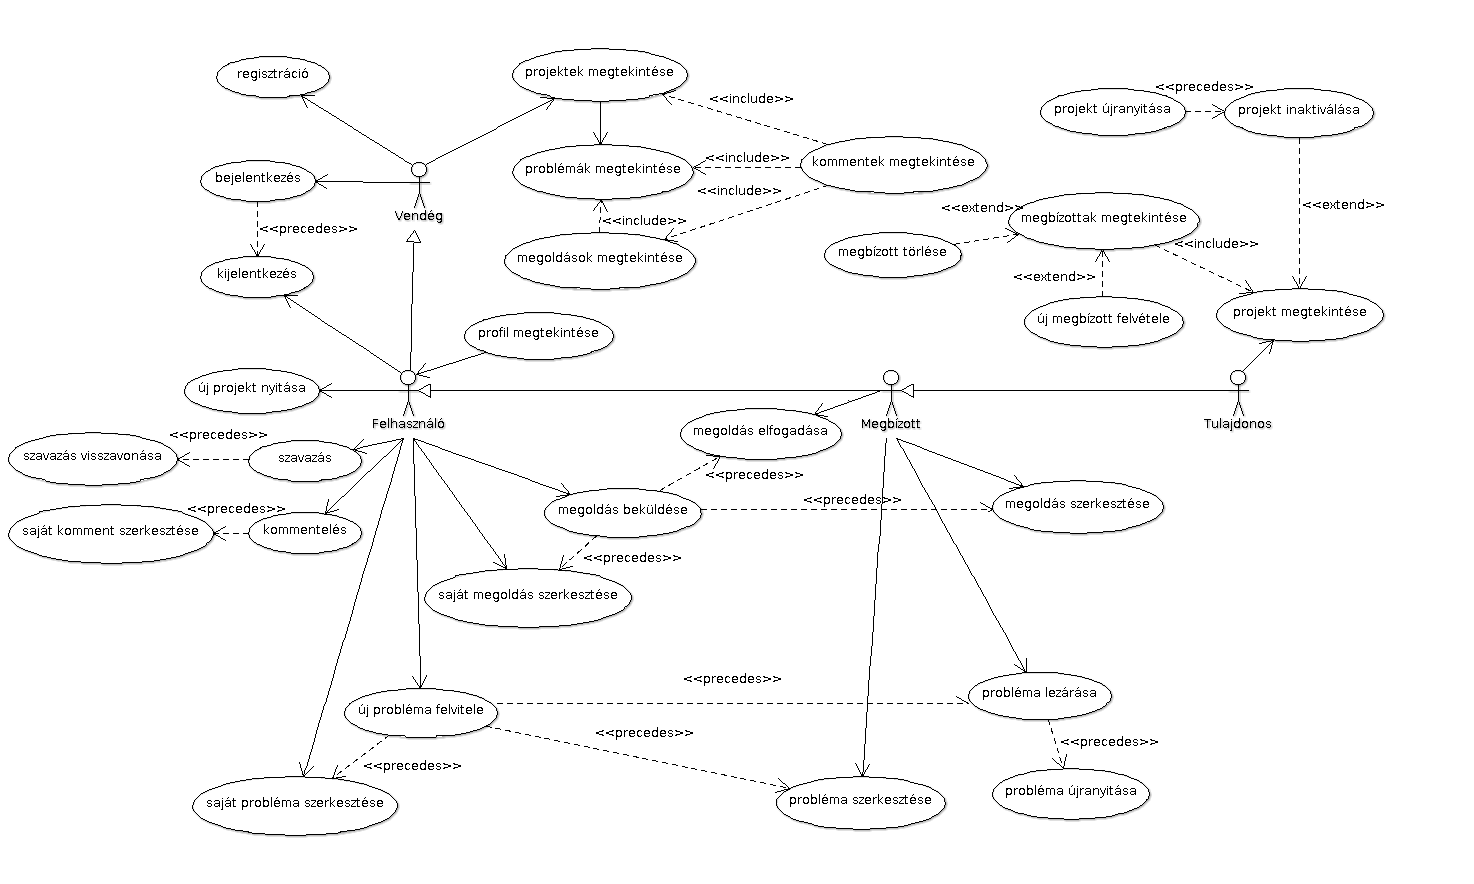 regisztráció
projektek megtekintése
<<include>>
<<precedes>>
projekt újranyitása
projekt inaktiválása
bejelentkezés
problémák megtekintése
<<include>>
kommentek megtekintése
<<include>>
Vendég
<<precedes>>
<<include>>
megoldások megtekintése
<<extend>>
megbízottak megtekintése
<<extend>>
megbízott törlése
<<include>>
kijelentkezés
<<extend>>
új megbízott felvétele
projekt megtekintése
profil megtekintése
új projekt nyitása
Felhasználó
megoldás elfogadása
Megbízott
Tulajdonos
<<precedes>>
szavazás visszavonása
szavazás
<<precedes>>
<<precedes>>
<<precedes>>
saját komment szerkesztése
kommentelés
megoldás beküldése
megoldás szerkesztése
<<precedes>>
saját megoldás szerkesztése
<<precedes>>
új probléma felvitele
probléma lezárása
<<precedes>>
<<precedes>>
<<precedes>>
saját probléma szerkesztése
probléma szerkesztése
probléma újranyitása